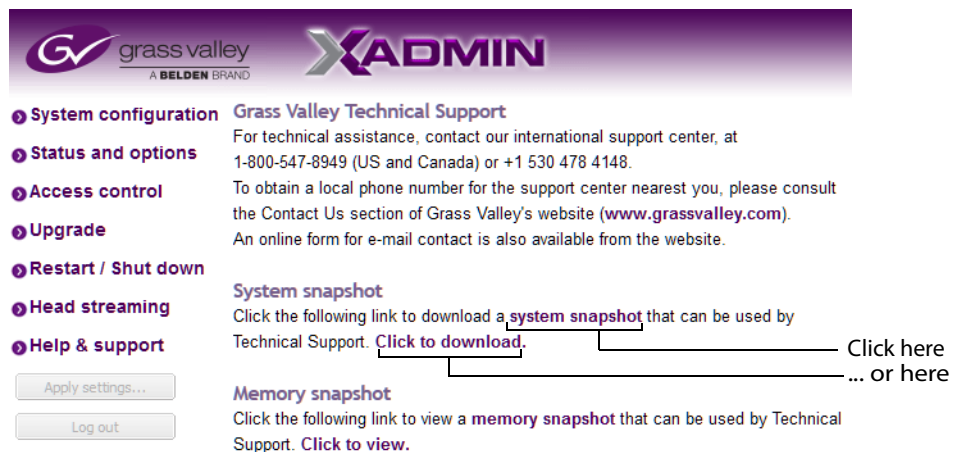 GV grass valley
A BELDEN BRAND
XADMIN
System configuration
Status and options
Access control
Upgrade
Restart / Shut down
Head streaming
Help & support
Apply settings...
Log out
Grass Valley Technical Support
For technical assistance, contact our international support center, at
1-800-547-8949 (US and Canada) or +1 530 478 4148.
To obtain a local phone number for the support center nearest you, please consult
the Contact Us section of Grass Valley's website (www.grassvalley.com).
An online form for e-mail contact is also available from the website.
System snapshot
Click the following link to download a system snapshot that can be used by
Technical Support. Click to download.
Click here
... or here
Memory snapshot
Click the following link to view a memory snapshot that can be used by Technical
Support. Click to view.